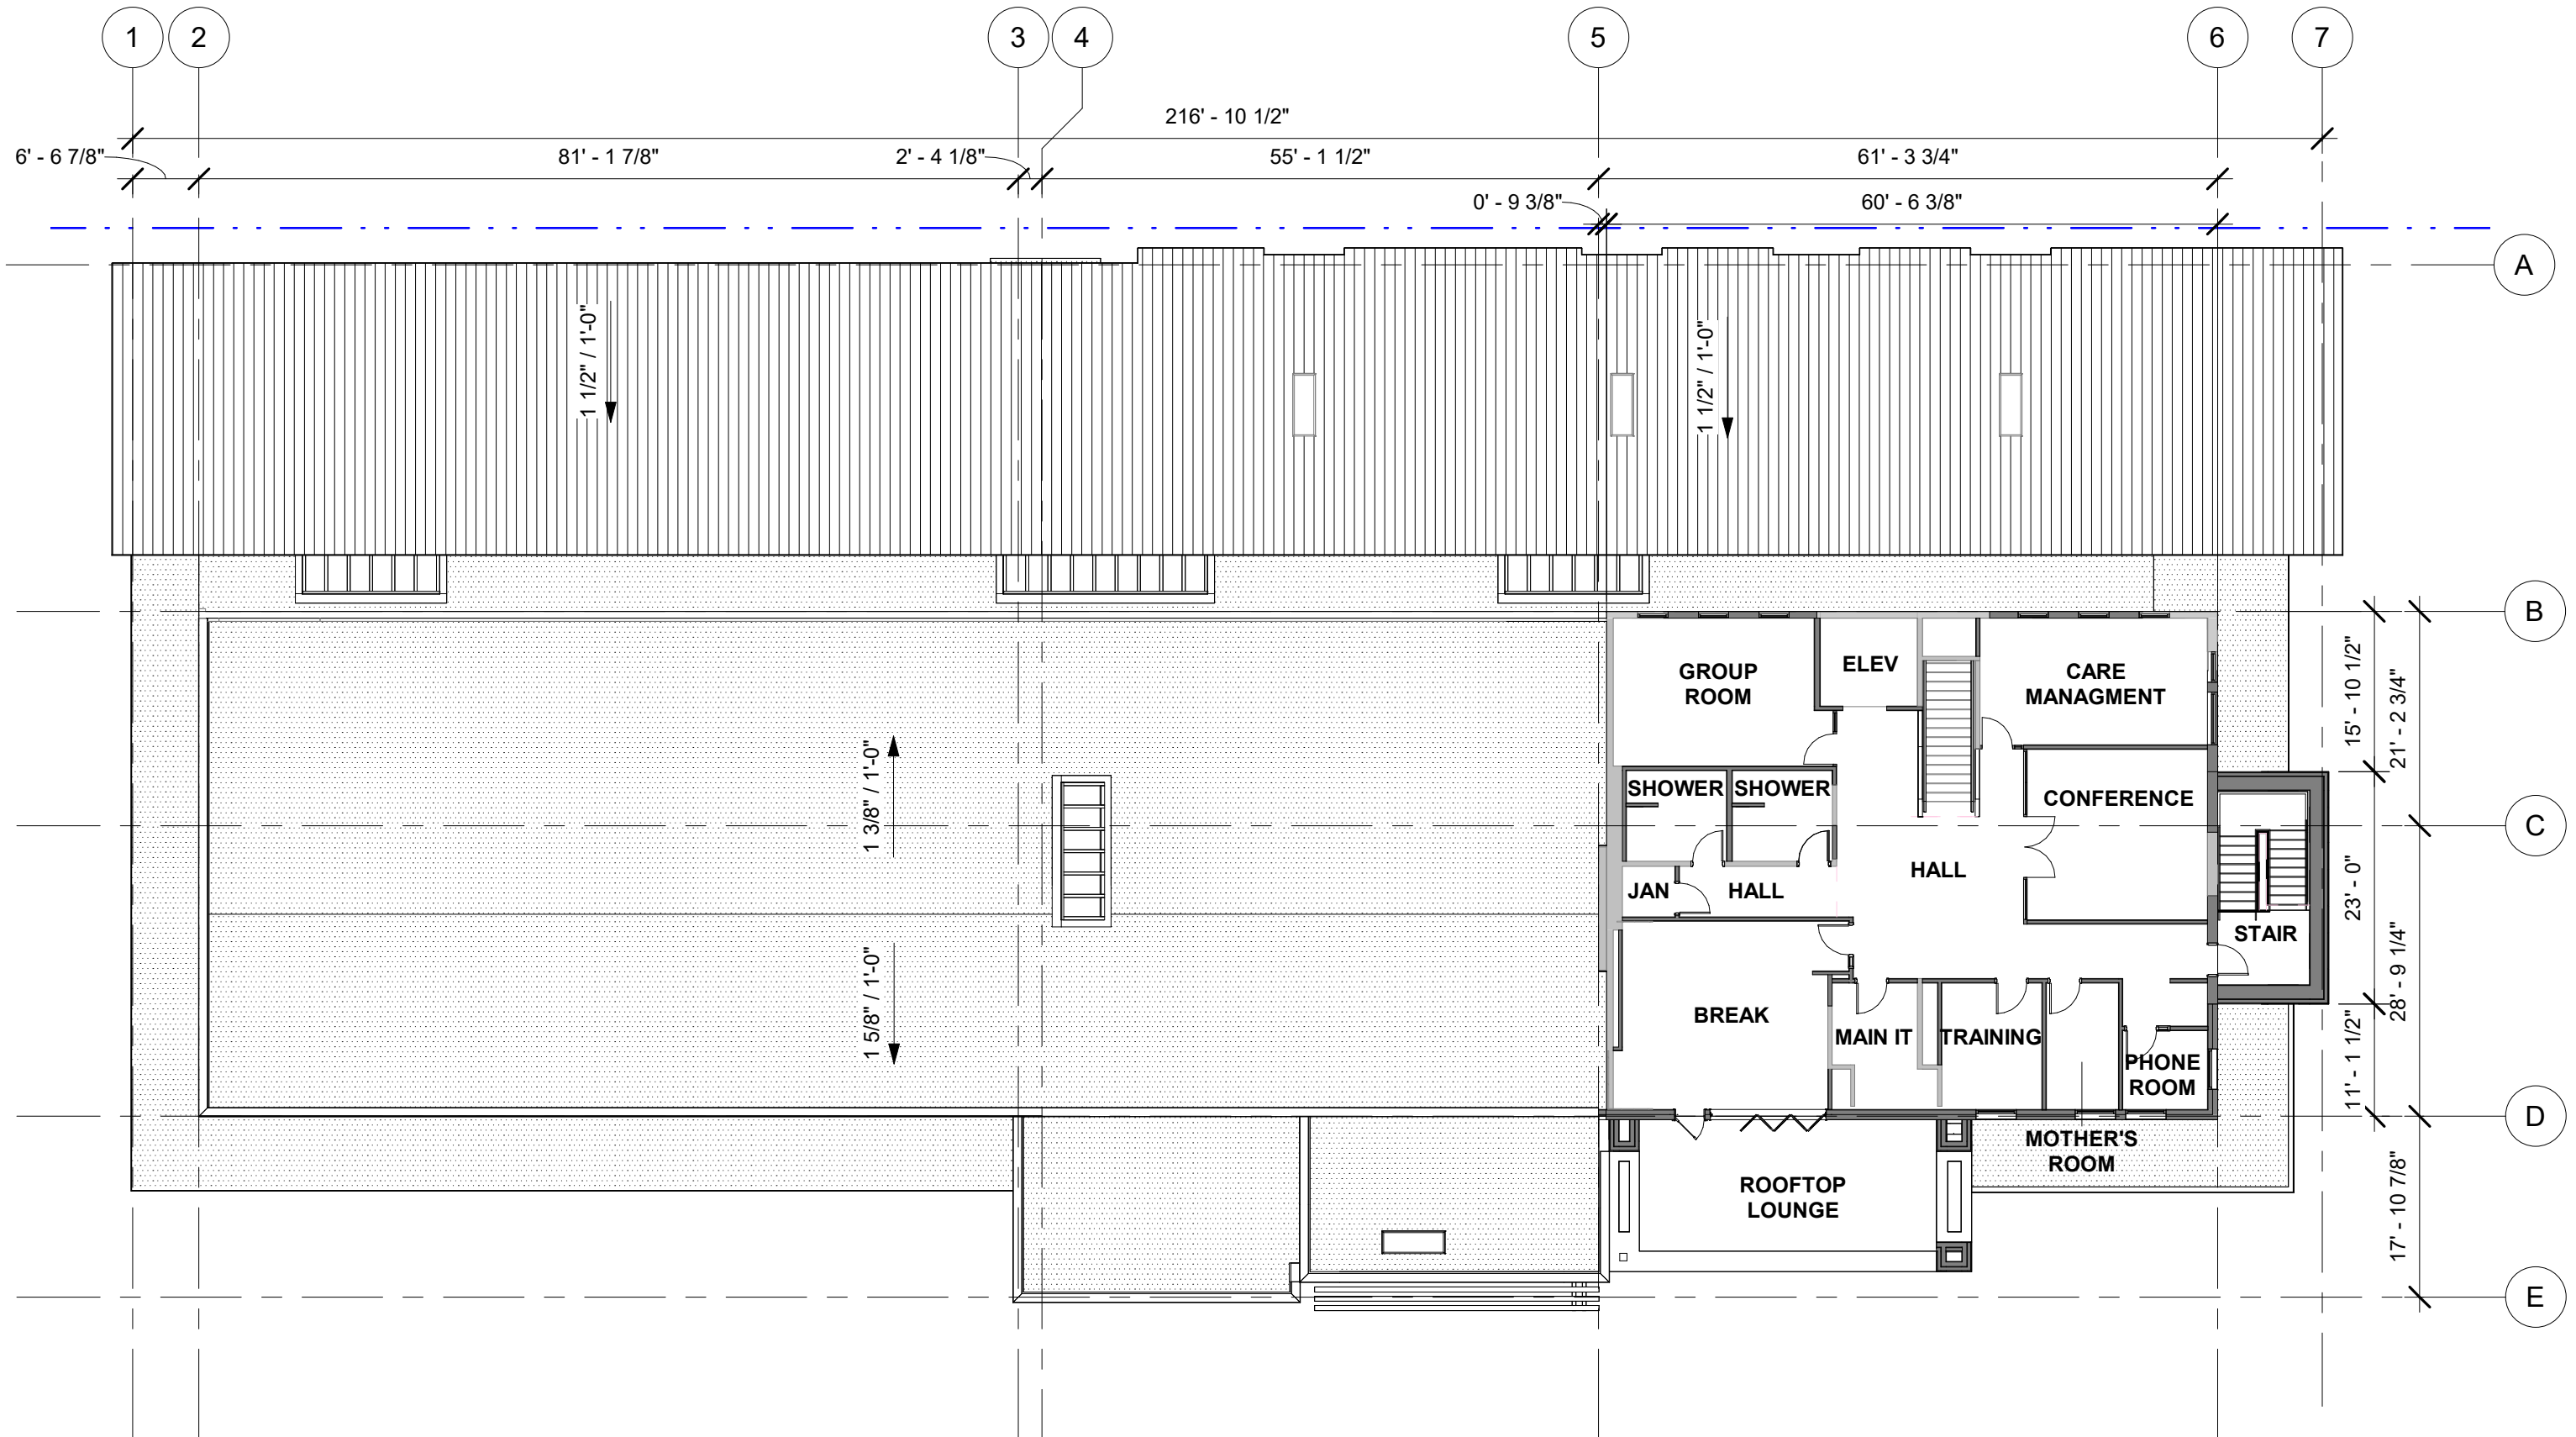 1 2 3 4 5 6 7
216' - 10 1/2"
6' - 6 7/8" 81' - 1 7/8" 2' - 4 1/8" 55' - 1 1/2" 61' - 3 3/4"
0' - 9 3/8" 60' - 6 3/8"
A
1 1/2" / 1'-0"
1 1/2" / 1'-0"
B
GROUP
ROOM
ELEV
CARE
MANAGMENT
15' - 10 1/2"
21' - 2 3/4"
SHOWER SHOWER
CONFERENCE
1 3/8" / 1'-0"
C
HALL
JAN HALL
23' - 0"
STAIR
28' - 9 1/4"
1 5/8" / 1'-0"
BREAK
MAIN IT TRAINING
PHONE
ROOM
11' - 1 1/2"
D
MOTHER'S
ROOM
ROOFTOP
LOUNGE
17' - 10 7/8"
E